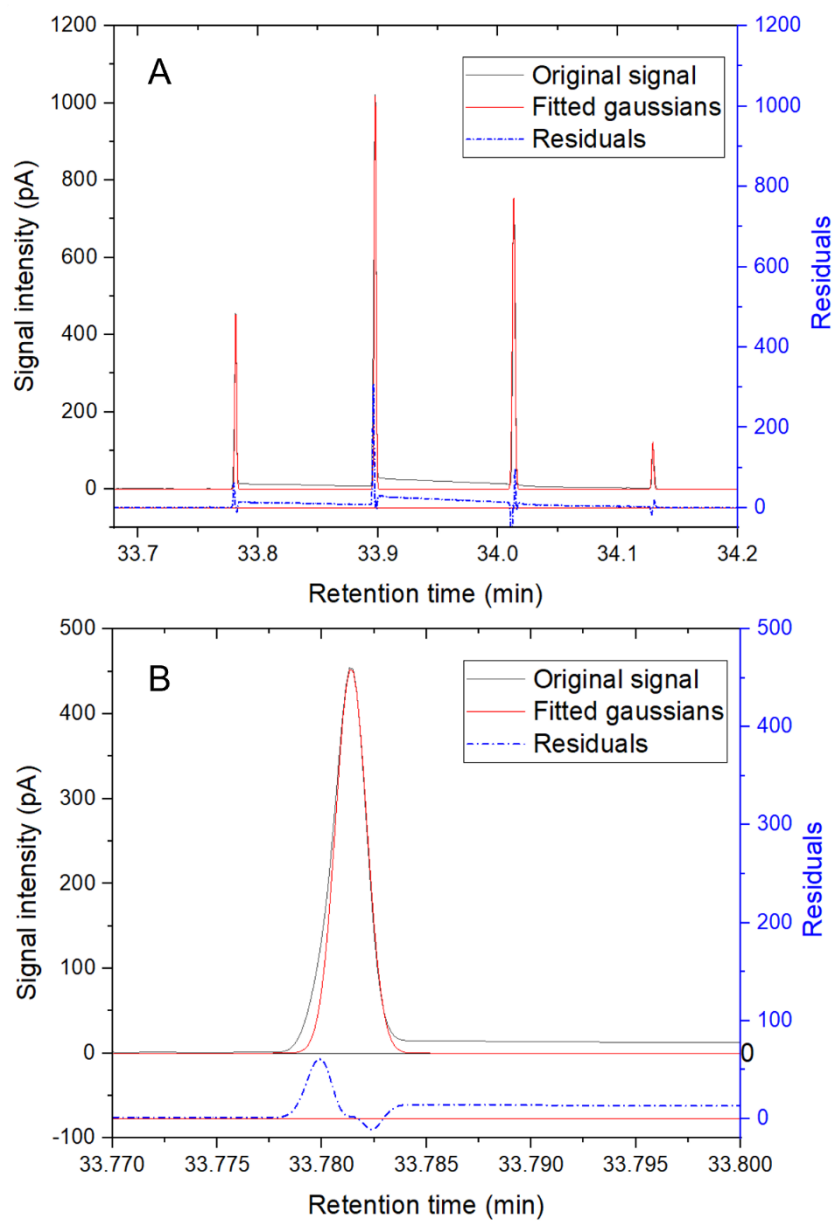 A
Original signal
Fitted gaussians
Residuals
Signal intensity (pA)
1200
1000
800
600
400
200
0
1200
1000
800
600
400
200
0
Residuals
33.7 33.8 33.9 34.0 34.1 34.2
Retention time (min)
B
Original signal
Fitted gaussians
Residuals
Signal intensity (pA)
500
400
300
200
100
0
-100
500
400
300
200
100
0
0
Residuals
33.770 33.775 33.780 33.785 33.790 33.795 33.800
Retention time (min)